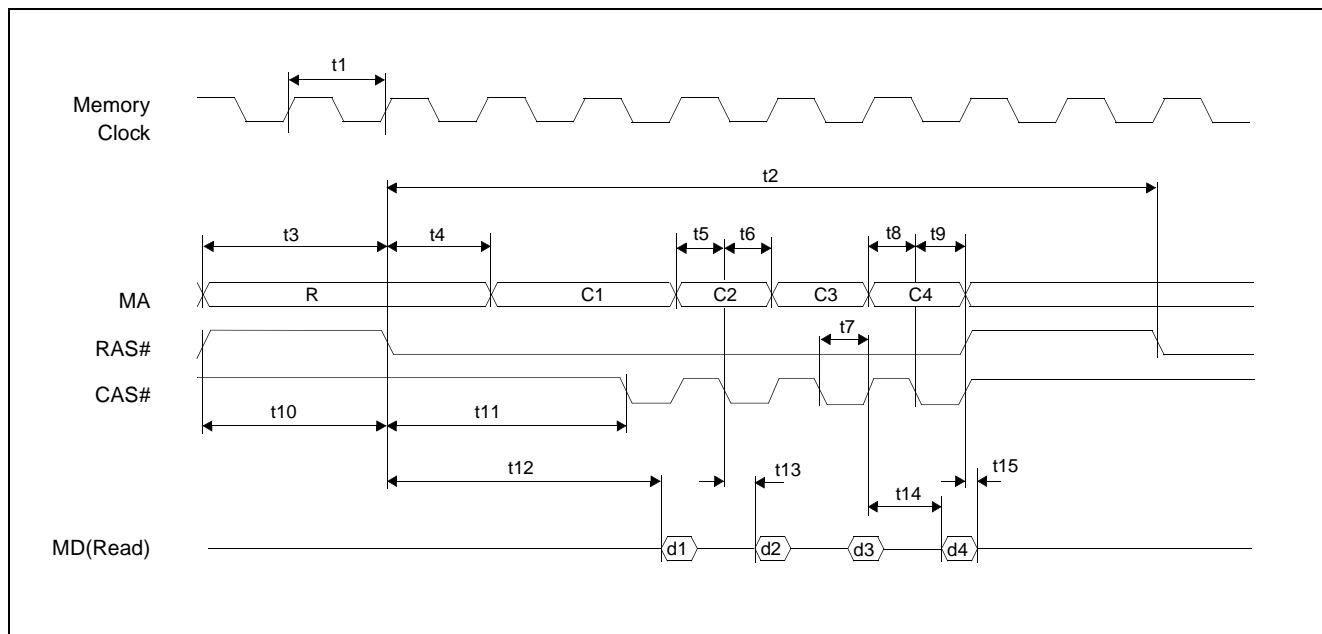 t1
Memory
Clock
t2
t3 t4 t5 t6 t8 t9
MA R C1 C2 C3 C4
RAS# t7
CAS#
t10 t11
t12 t13 t14 t15
MD(Read) d1 d2 d3 d4